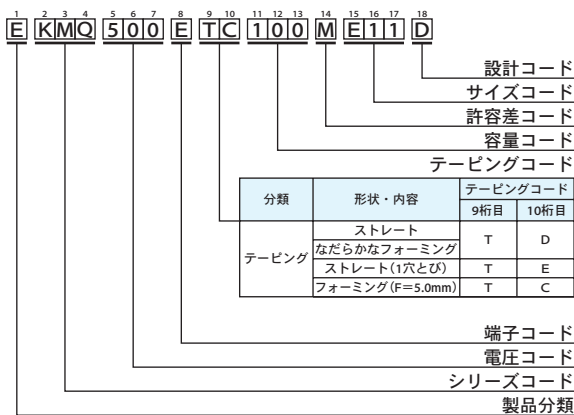 1 2 3 4 5 6 7 8 9 10 11 12 13 14 15 16 17 18
E KMQ 500 E TC 100 M E11 D
設計コード
サイズコード
許容差コード
容量コード
テーピングコード
分類 形状・内容 テーピングコード
9桁目 10桁目
テーピング
ストレート
なだらかなフォーミング
T D
ストレート(1穴とび) T E
フォーミング(F=5.0mm) T C
端子コード
電圧コード
シリーズコード
製品分類